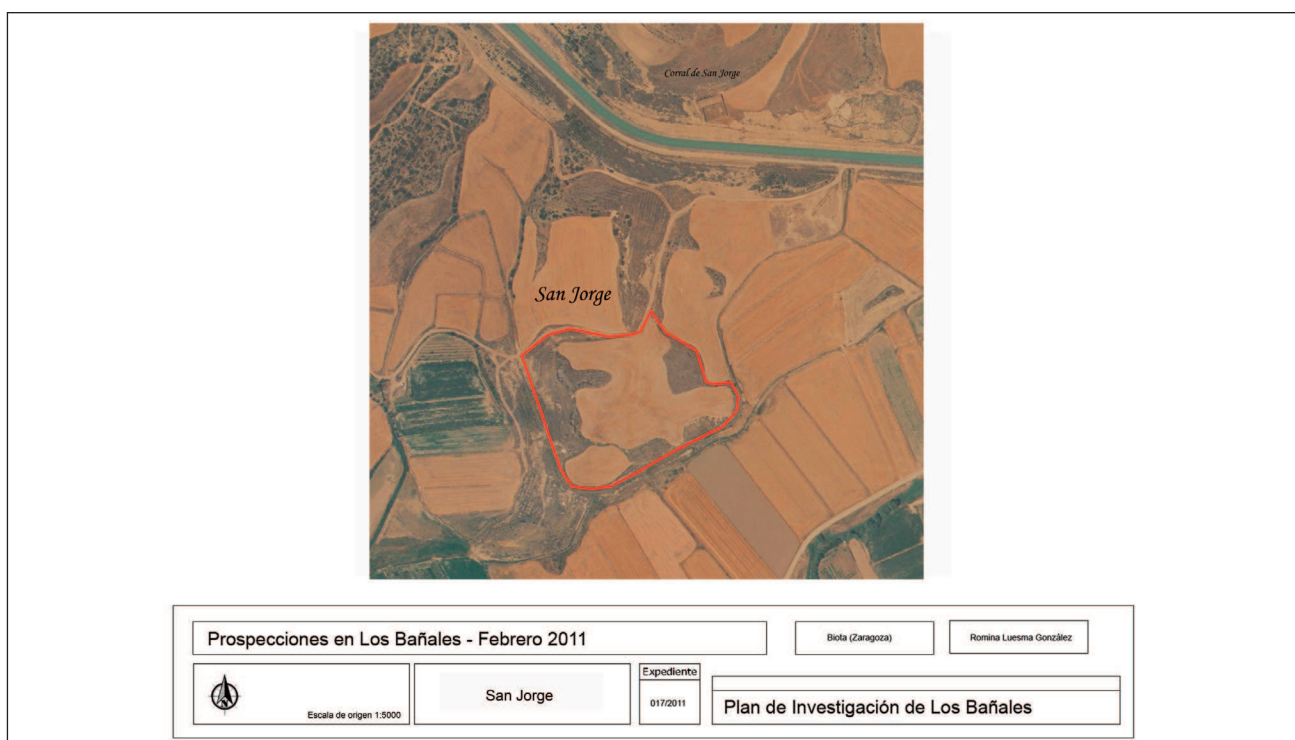 Corral de San Jorge
San Jorge
Prospecciones en Los Bañales - Febrero 2011
Biota (Zaragoza)
Romina Luesma González
Escala de origen 1:5000
San Jorge
Expediente
017/2011
Plan de Investigación de Los Bañales